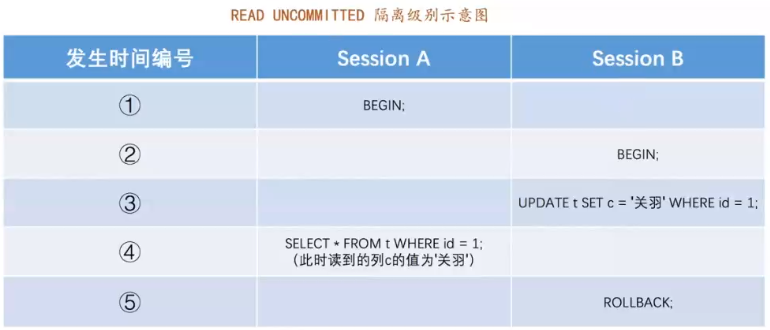 READ UNCOMMITTED 隔离级别示意图
发生时间编号 Session A Session B
① BEGIN;
② BEGIN;
③ UPDATE t SET c = '关羽' WHERE id = 1;
④ SELECT * FROM t WHERE id = 1;
（此时读到的列c的值为'关羽'）
⑤ ROLLBACK;